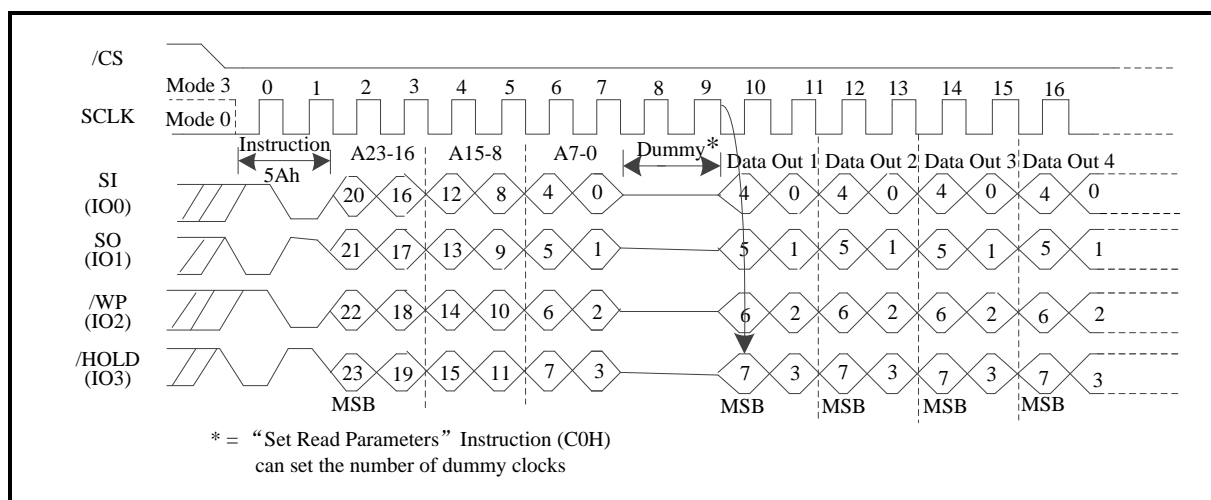 /CS
Mode 3 0 1 2 3 4 5 6 7 8 9 10 11 12 13 14 15 16
SCLK Mode 0
Instruction A23-16 A15-8 A7-0 Dummy* Data Out 1 Data Out 2 Data Out 3 Data Out 4
5Ah
SI
(IO0) 20 16 12 8 4 0 4 0 4 0 4 0 4 0
SO
(IO1) 21 17 13 9 5 1 5 1 5 1 5 1 5 1
/WP
(IO2) 22 18 14 10 6 2 6 2 6 2 6 2 6 2
/HOLD
(IO3) 23 19 15 11 7 3 7 3 7 3 7 3 7 3
MSB MSB MSB MSB MSB
* = “Set Read Parameters” Instruction (C0H)
can set the number of dummy clocks